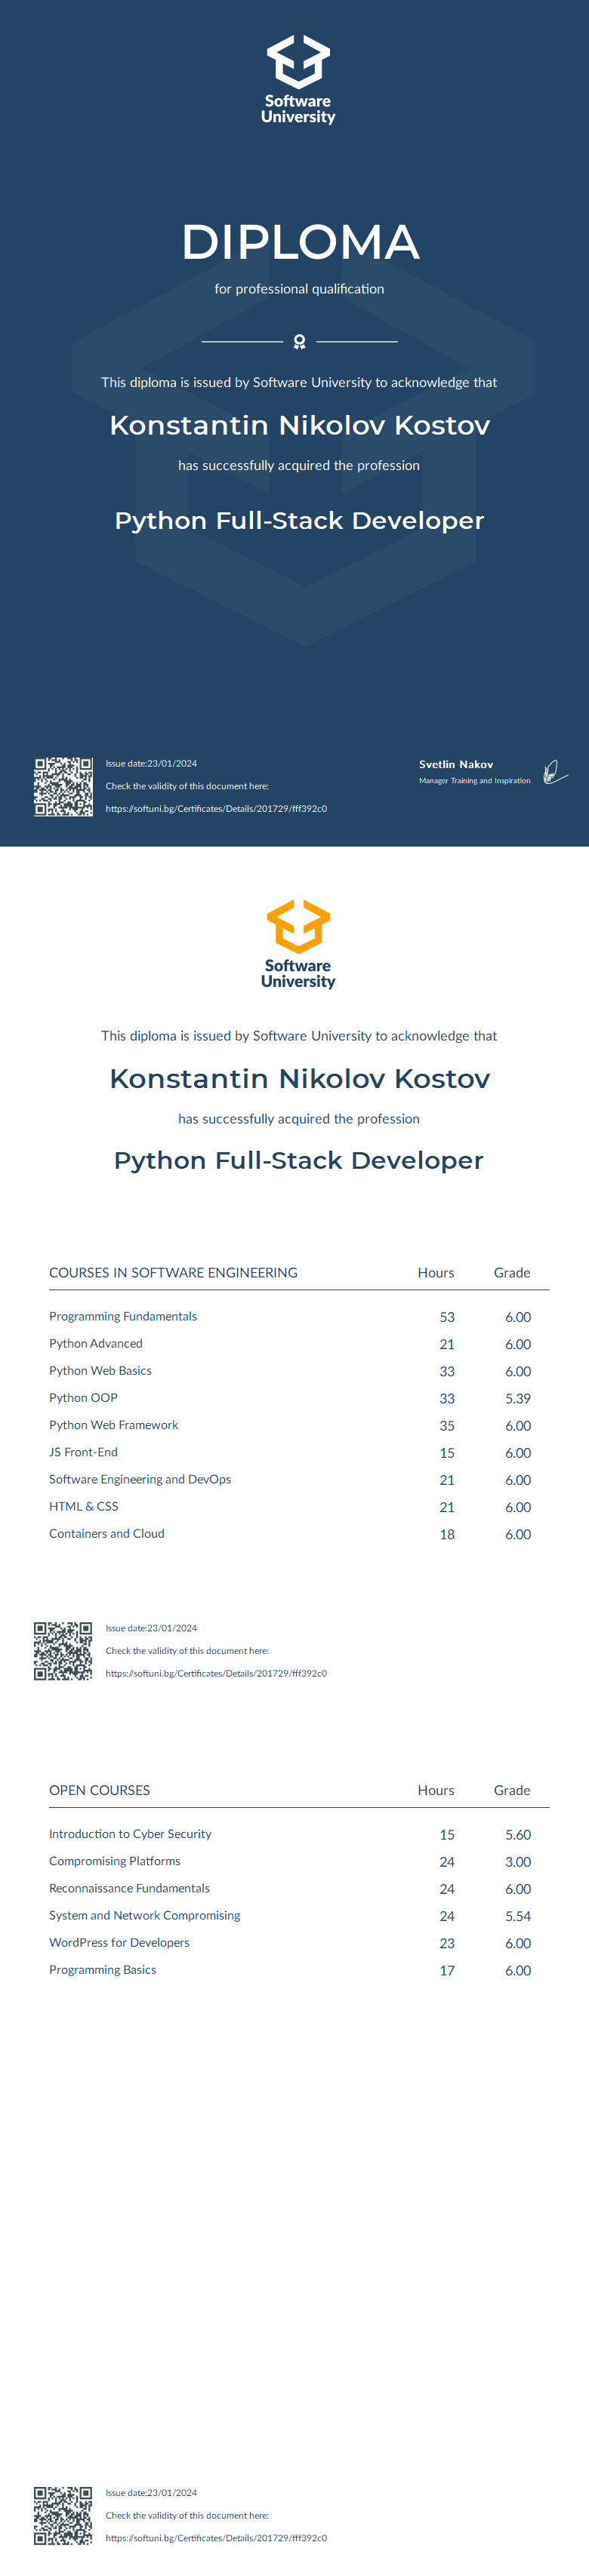 Software
University
DIPLOMA
for professional qualification
This diploma is issued by Software University to acknowledge that
Konstantin Nikolov Kostov
has successfully acquired the profession
Python Full-Stack Developer
Issue date:23/01/2024
Check the validity of this document here:
https://softuni.bg/Certificates/Details/201729/fff392c0
Svetlin Nakov
Manager Training and Inspiration
Software
University
This diploma is issued by Software University to acknowledge that
Konstantin Nikolov Kostov
has successfully acquired the profession
Python Full-Stack Developer
COURSES IN SOFTWARE ENGINEERING Hours Grade
Programming Fundamentals 53 6.00
Python Advanced 21 6.00
Python Web Basics 33 6.00
Python OOP 33 5.39
Python Web Framework 35 6.00
JS Front-End 15 6.00
Software Engineering and DevOps 21 6.00
HTML & CSS 21 6.00
Containers and Cloud 18 6.00
Issue date:23/01/2024
Check the validity of this document here:
https://softuni.bg/Certificates/Details/201729/fff392c0
OPEN COURSES Hours Grade
Introduction to Cyber Security 15 5.60
Compromising Platforms 24 3.00
Reconnaissance Fundamentals 24 6.00
System and Network Compromising 24 5.54
WordPress for Developers 23 6.00
Programming Basics 17 6.00
Issue date:23/01/2024
Check the validity of this document here:
https://softuni.bg/Certificates/Details/201729/fff392c0